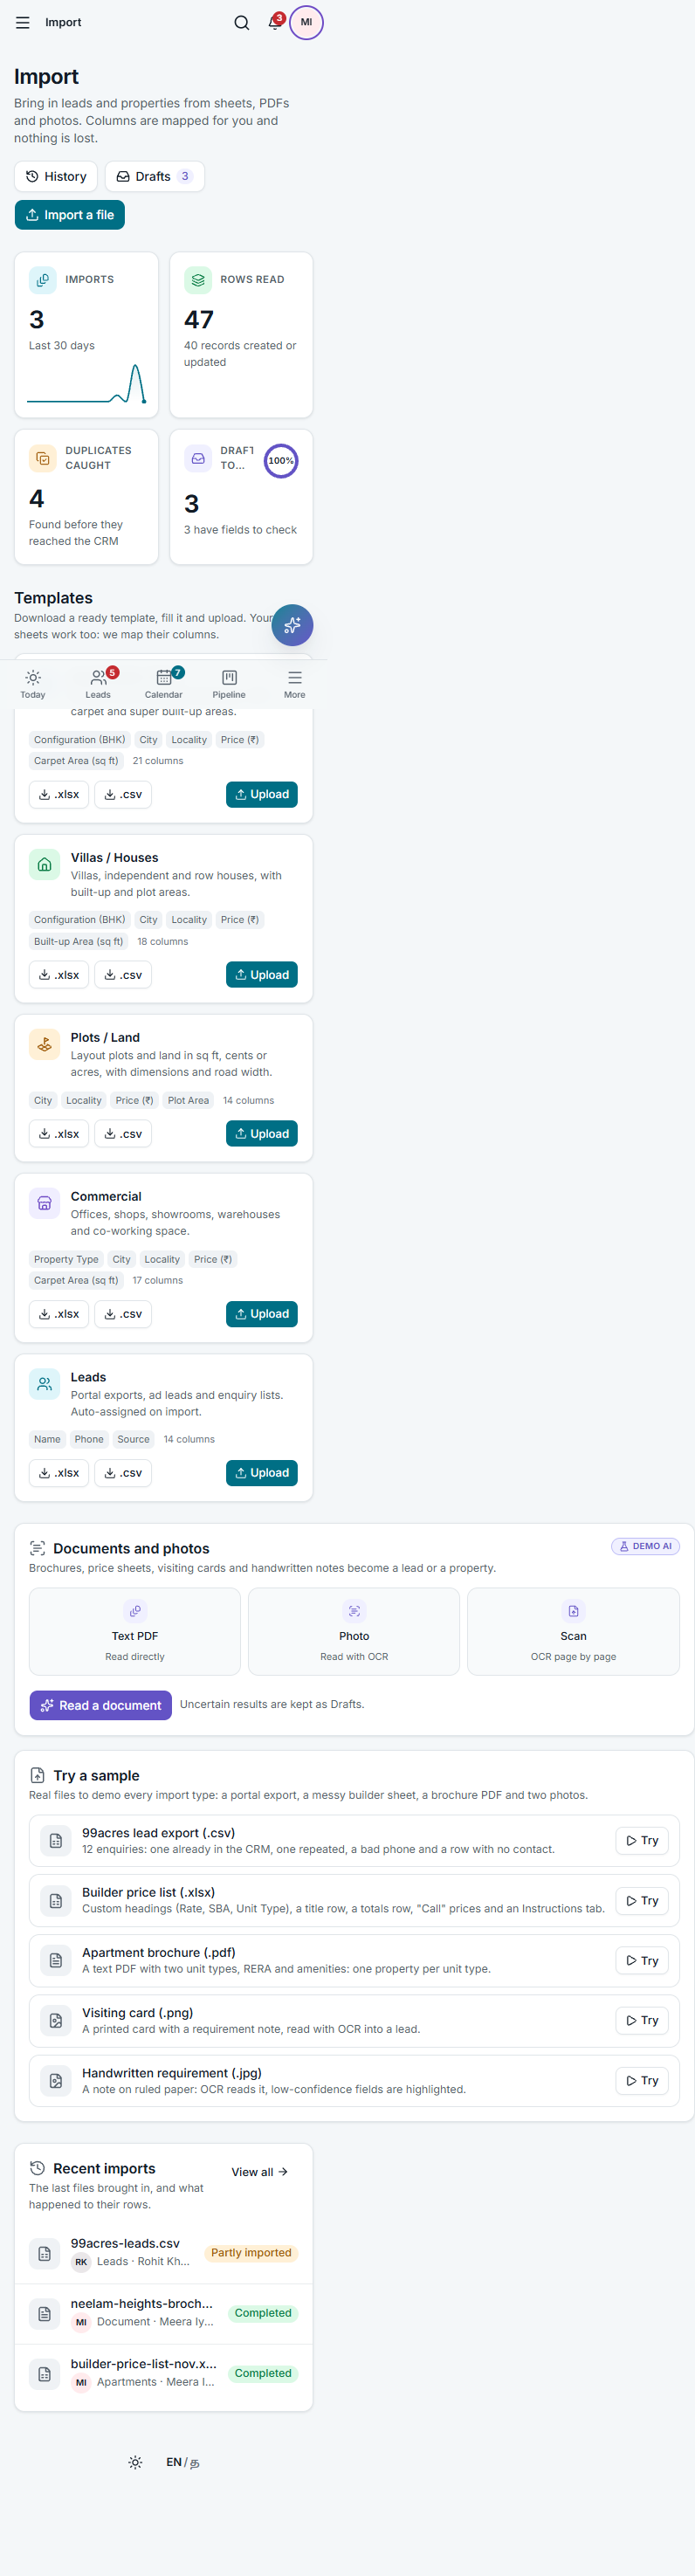 Import
3
MI
Import
Bring in leads and properties from sheets, PDFs
and photos. Columns are mapped for you and
nothing is lost.
History
Drafts 3
Import a file
IMPORTS
3
Last 30 days
ROWS READ
47
40 records created or
updated
DUPLICATES
CAUGHT
4
Found before they
reached the CRM
DRAFT
TO...
100%
3
3 have fields to check
Templates
Download a ready template, fill it and upload. Your
sheets work too: we map their columns.
Today
5
Leads
7
Calendar
Pipeline
More
carpet and super built-up areas.
Configuration (BHK) City Locality Price (₹)
Carpet Area (sq ft) 21 columns
.xlsx .csv Upload
Villas / Houses
Villas, independent and row houses, with
built-up and plot areas.
Configuration (BHK) City Locality Price (₹)
Built-up Area (sq ft) 18 columns
.xlsx .csv Upload
Plots / Land
Layout plots and land in sq ft, cents or
acres, with dimensions and road width.
City Locality Price (₹) Plot Area 14 columns
.xlsx .csv Upload
Commercial
Offices, shops, showrooms, warehouses
and co-working space.
Property Type City Locality Price (₹)
Carpet Area (sq ft) 17 columns
.xlsx .csv Upload
Leads
Portal exports, ad leads and enquiry lists.
Auto-assigned on import.
Name Phone Source 14 columns
.xlsx .csv Upload
Documents and photos
DEMO AI
Brochures, price sheets, visiting cards and handwritten notes become a lead or a property.
Text PDF
Read directly
Photo
Read with OCR
Scan
OCR page by page
Read a document
Uncertain results are kept as Drafts.
Try a sample
Real files to demo every import type: a portal export, a messy builder sheet, a brochure PDF and two photos.
99acres lead export (.csv)
12 enquiries: one already in the CRM, one repeated, a bad phone and a row with no contact.
Try
Builder price list (.xlsx)
Custom headings (Rate, SBA, Unit Type), a title row, a totals row, "Call" prices and an Instructions tab.
Try
Apartment brochure (.pdf)
A text PDF with two unit types, RERA and amenities: one property per unit type.
Try
Visiting card (.png)
A printed card with a requirement note, read with OCR into a lead.
Try
Handwritten requirement (.jpg)
A note on ruled paper: OCR reads it, low-confidence fields are highlighted.
Try
Recent imports
View all
The last files brought in, and what
happened to their rows.
99acres-leads.csv
RK Leads · Rohit Kh...
Partly imported
neelam-heights-broch...
MI Document · Meera Iy...
Completed
builder-price-list-nov.x...
MI Apartments · Meera I...
Completed
EN / த